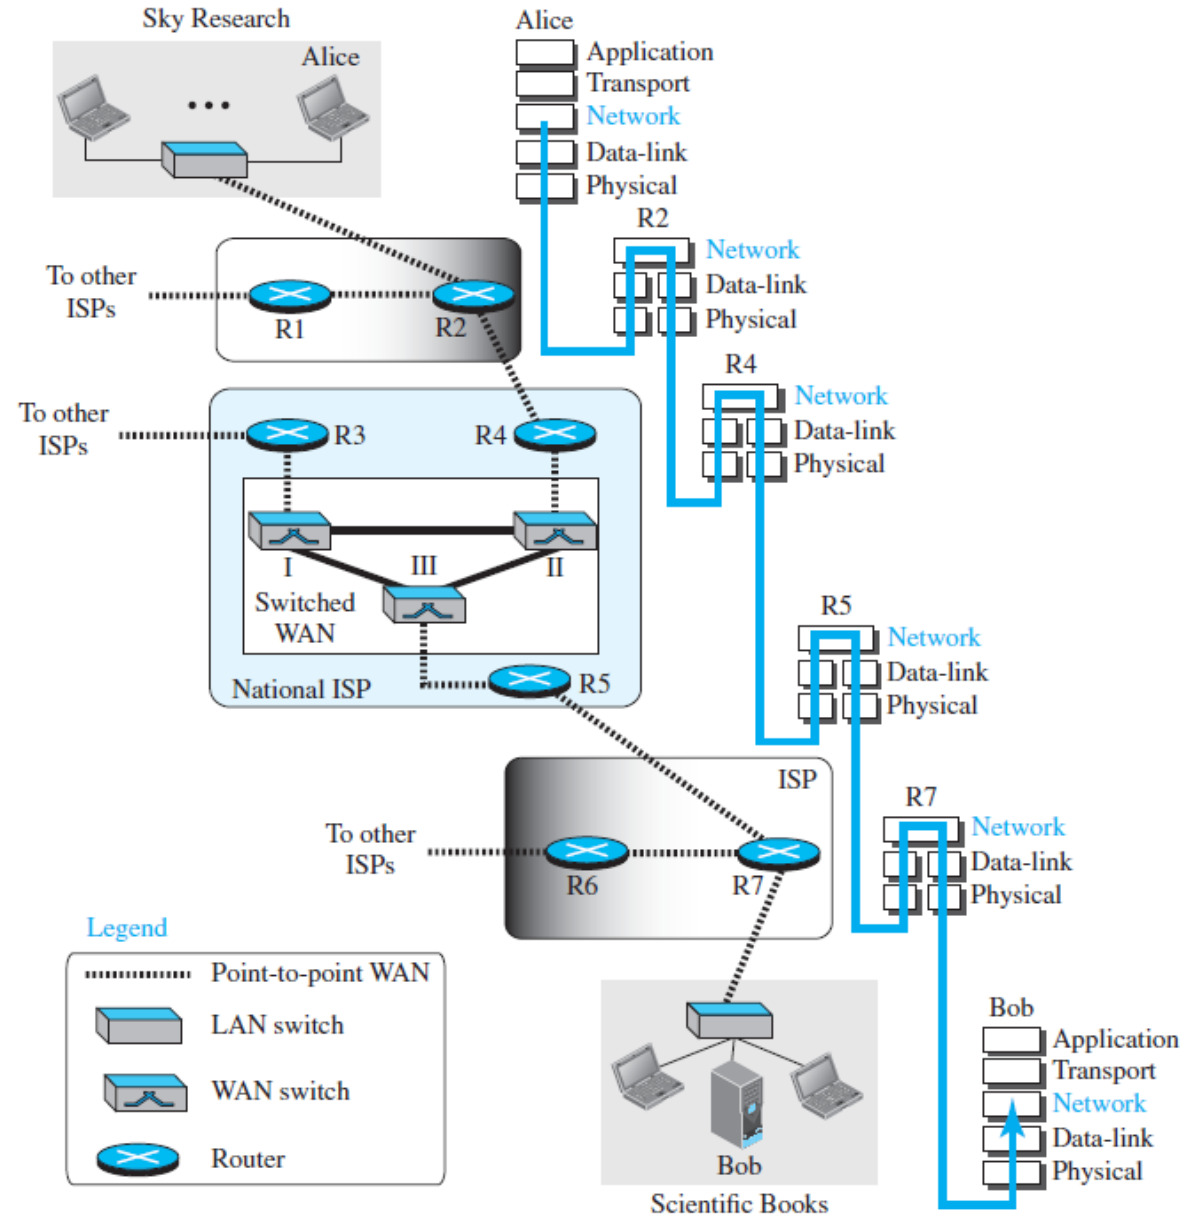 Sky Research
Alice
Alice
Application
Transport
Network
Data-link
Physical
R2
Network
Data-link
Physical
To other
ISPs
R1
R2
R4
Network
Data-link
Physical
To other
ISPs
R3
R4
I
III
II
Switched
WAN
National ISP
R5
R5
Network
Data-link
Physical
ISP
To other
ISPs
R6
R7
R7
Network
Data-link
Physical
Legend
Point-to-point WAN
LAN switch
WAN switch
Router
Bob
Scientific Books
Bob
Application
Transport
Network
Data-link
Physical